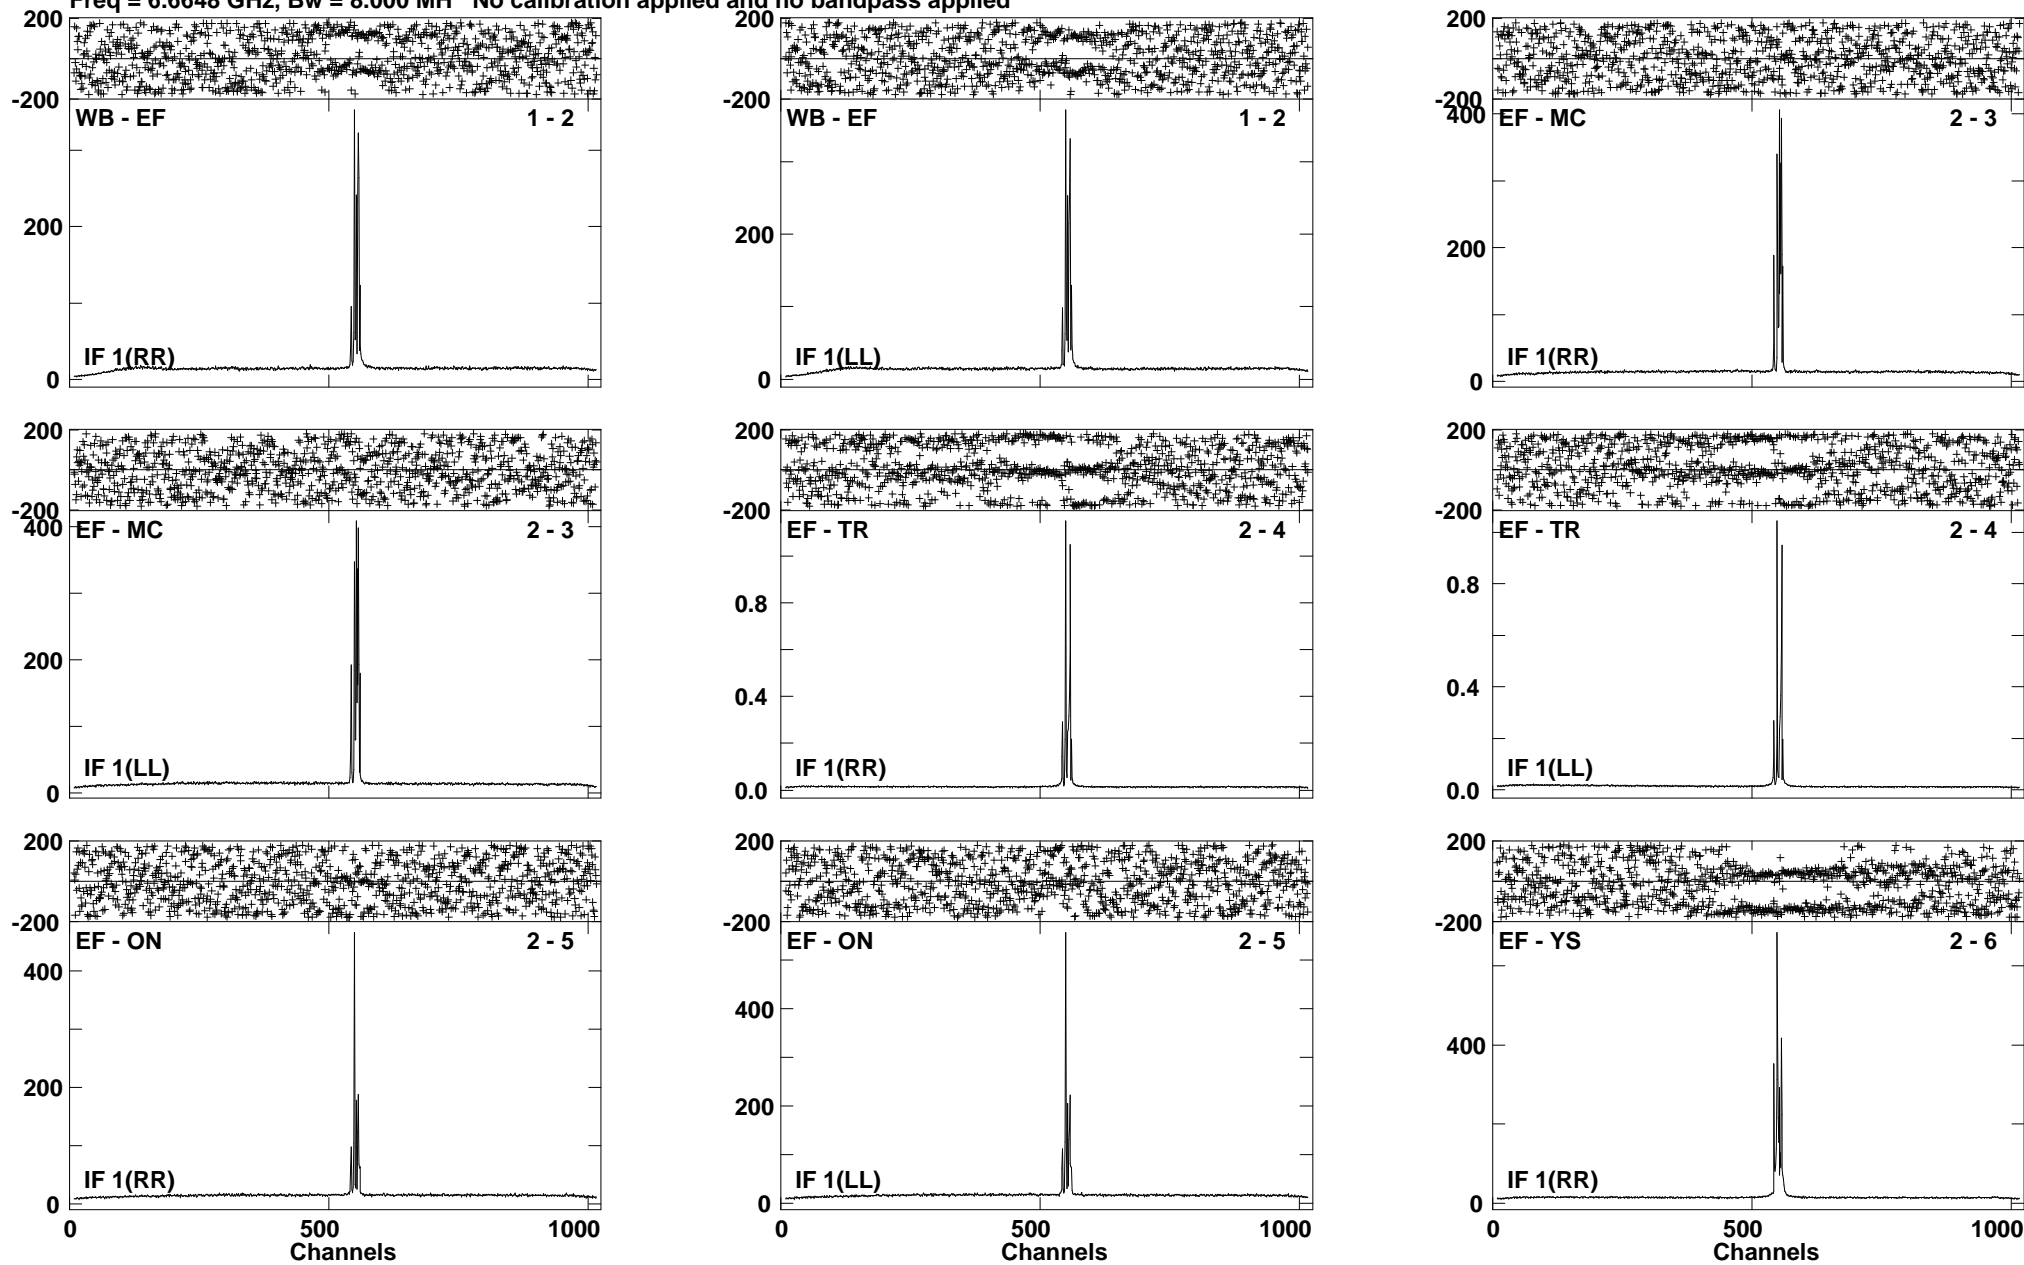 Freq = 6.6648 GHz, Bw = 8.000 MH No calibration applied and no bandpass applied
200
-200
WB - EF 1 - 2
200
IF 1(RR)
0
200
-200
WB - EF 1 - 2
200
IF 1(LL)
0
200
-200
400
EF - MC 2 - 3
200
IF 1(RR)
0
200
-200
400
EF - MC 2 - 3
200
IF 1(LL)
0
200
-200
EF - TR 2 - 4
0.8
0.4
IF 1(RR)
0.0
200
-200
EF - TR 2 - 4
0.8
0.4
IF 1(LL)
0.0
200
-200
EF - ON 2 - 5
400
200
IF 1(RR)
0
0 500 1000
Channels
200
-200
EF - ON 2 - 5
400
200
IF 1(LL)
0
0 500 1000
Channels
200
-200
EF - YS 2 - 6
400
IF 1(RR)
0
0 500 1000
Channels